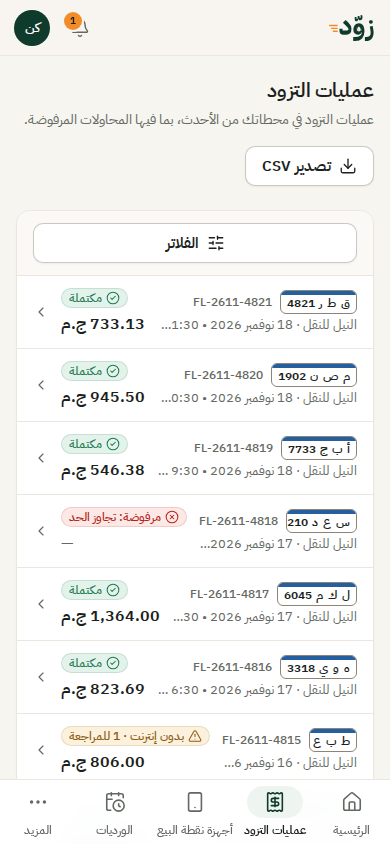 زوّد
1
كن
عمليات التزود
عمليات التزود في محطاتك من الأحدث، بما فيها المحاولات المرفوضة.
تصدير CSV
الفلاتر
ق ط ر 4821 FL-2611-4821 مكتملة
النيل للنقل · 18 نوفمبر 2026 • 1:30... 733.13 ج.م
م ص ن 1902 FL-2611-4820 مكتملة
النيل للنقل · 18 نوفمبر 2026 • 0:30... 945.50 ج.م
أ ب ج 7733 FL-2611-4819 مكتملة
النيل للنقل · 18 نوفمبر 2026 • 9:30 ... 546.38 ج.م
س ع د 210 FL-2611-4818 مرفوضة: تجاوز الحد
النيل للنقل · 17 نوفمبر 2026... —
ل ك م 6045 FL-2611-4817 مكتملة
النيل للنقل · 17 نوفمبر 2026 • 30... 1,364.00 ج.م
ه و ي 3318 FL-2611-4816 مكتملة
النيل للنقل · 17 نوفمبر 2026 • 6:30 ... 823.69 ج.م
ط ب ع FL-2611-4815 بدون إنترنت · 1 للمراجعة
النيل للنقل · 16 نوفمبر 6... 806.00 ج.م
الرئيسية
عمليات التزود
أجهزة نقطة البيع
الورديات
المزيد